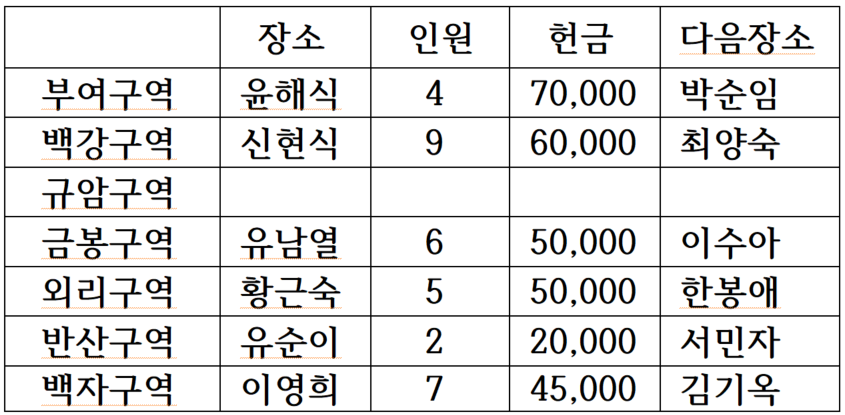 장소 인원 헌금 다음장소
부여구역 윤해식 4 70,000 박순임
백강구역 신현식 9 60,000 최양숙
규암구역
금봉구역 유남열 6 50,000 이수아
외리구역 황근숙 5 50,000 한봉애
반산구역 유순이 2 20,000 서민자
백자구역 이영희 7 45,000 김기옥